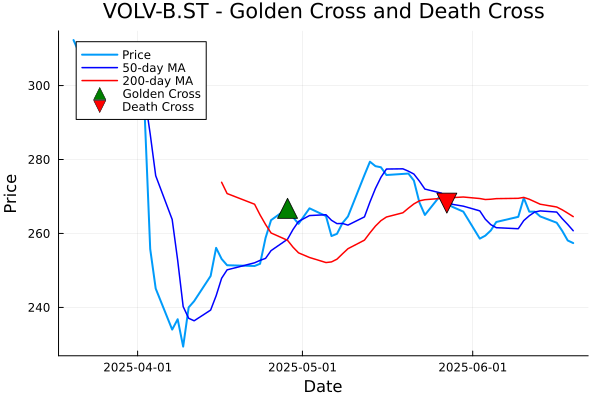 VOLV-B.ST - Golden Cross and Death Cross
Price
50-day MA
200-day MA
Golden Cross
Death Cross
300
280
260
240
Price
2025-04-01
2025-05-01
2025-06-01
Date